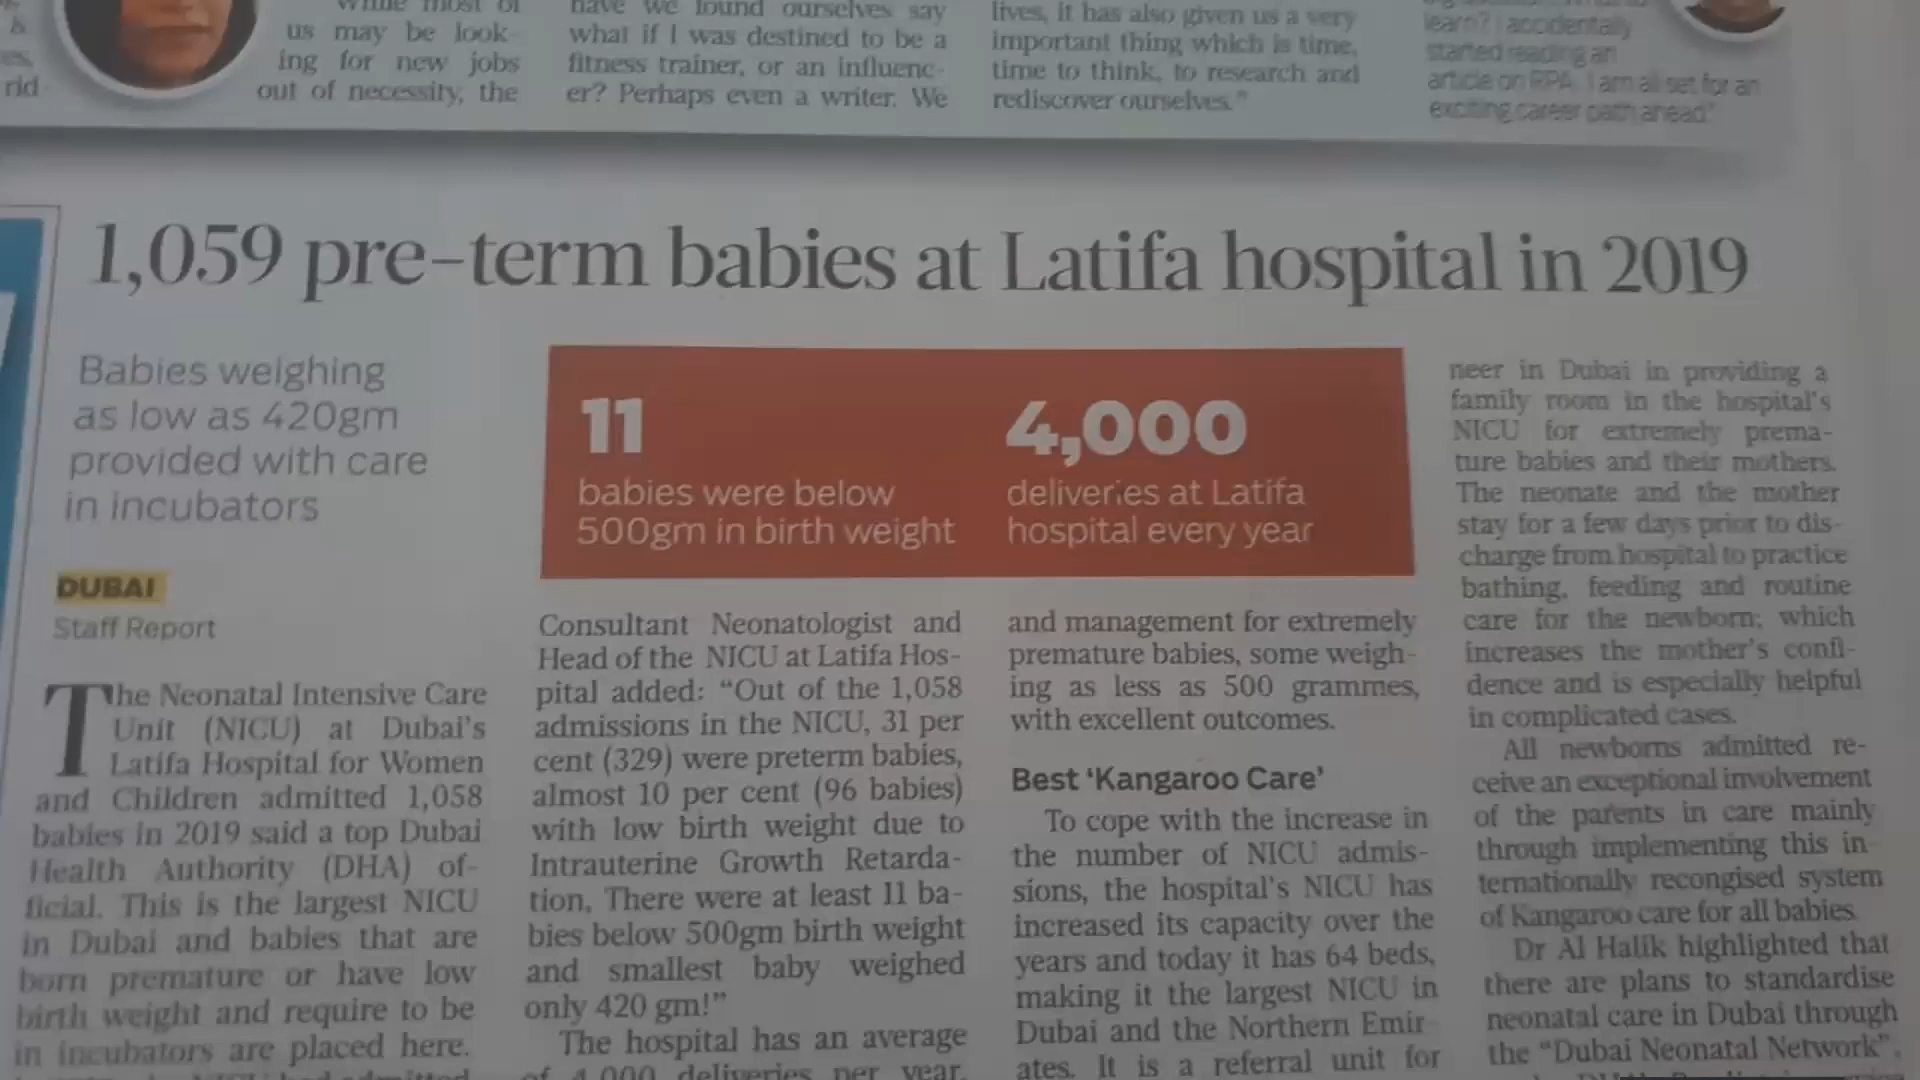 &
es,
rid
While most of
us may be look-
ing for new jobs
out of necessity, the
have we found ourselves say
what if I was destined to be a
fitness trainer, or an influenc-
er? Perhaps even a writer. We
lives, it has also given us a very
important thing which is time,
time to think, to research and
rediscover ourselves."
learn? I accidentally
started reading an
article on RPA. I am all set for an
exciting career path ahead."
1,059 pre-term babies at Latifa hospital in 2019
Babies weighing
as low as 420gm
provided with care
in incubators
DUBAI
Staff Report
The Neonatal Intensive Care
Unit (NICU) at Dubai's
Latifa Hospital for Women
and Children admitted 1,058
babies in 2019 said a top Dubai
Health Authority (DHA) of-
ficial. This is the largest NICU
in Dubai and babies that are
born premature or have low
birth weight and require to be
in incubators are placed here.
11
babies were below
500gm in birth weight
4,000
deliveries at Latifa
hospital every year
Consultant Neonatologist and
Head of the NICU at Latifa Hos-
pital added: "Out of the 1,058
admissions in the NICU, 31 per
cent (329) were preterm babies,
almost 10 per cent (96 babies)
with low birth weight due to
Intrauterine Growth Retarda-
tion, There were at least 11 ba-
bies below 500gm birth weight
and smallest baby weighed
only 420 gm!"
The hospital has an average
of 4,000 deliveries per year,
and management for extremely
premature babies, some weigh-
ing as less as 500 grammes,
with excellent outcomes.
Best 'Kangaroo Care'
To cope with the increase in
the number of NICU admis-
sions, the hospital's NICU has
increased its capacity over the
years and today it has 64 beds,
making it the largest NICU in
Dubai and the Northern Emir
ates. It is a referral unit for
neer in Dubai in providing a
family room in the hospital's
NICU for extremely prema-
ture babies and their mothers.
The neonate and the mother
stay for a few days prior to dis-
charge from hospital to practice
bathing, feeding and routine
care for the newborn; which
increases the mother's confi-
dence and is especially helpful
in complicated cases.
All newborns admitted re-
ceive an exceptional involvement
of the parents in care mainly
through implementing this in-
ternationally recongised system
of Kangaroo care for all babies.
Dr Al Halik highlighted that
there are plans to standardise
neonatal care in Dubai through
the "Dubai Neonatal Network",